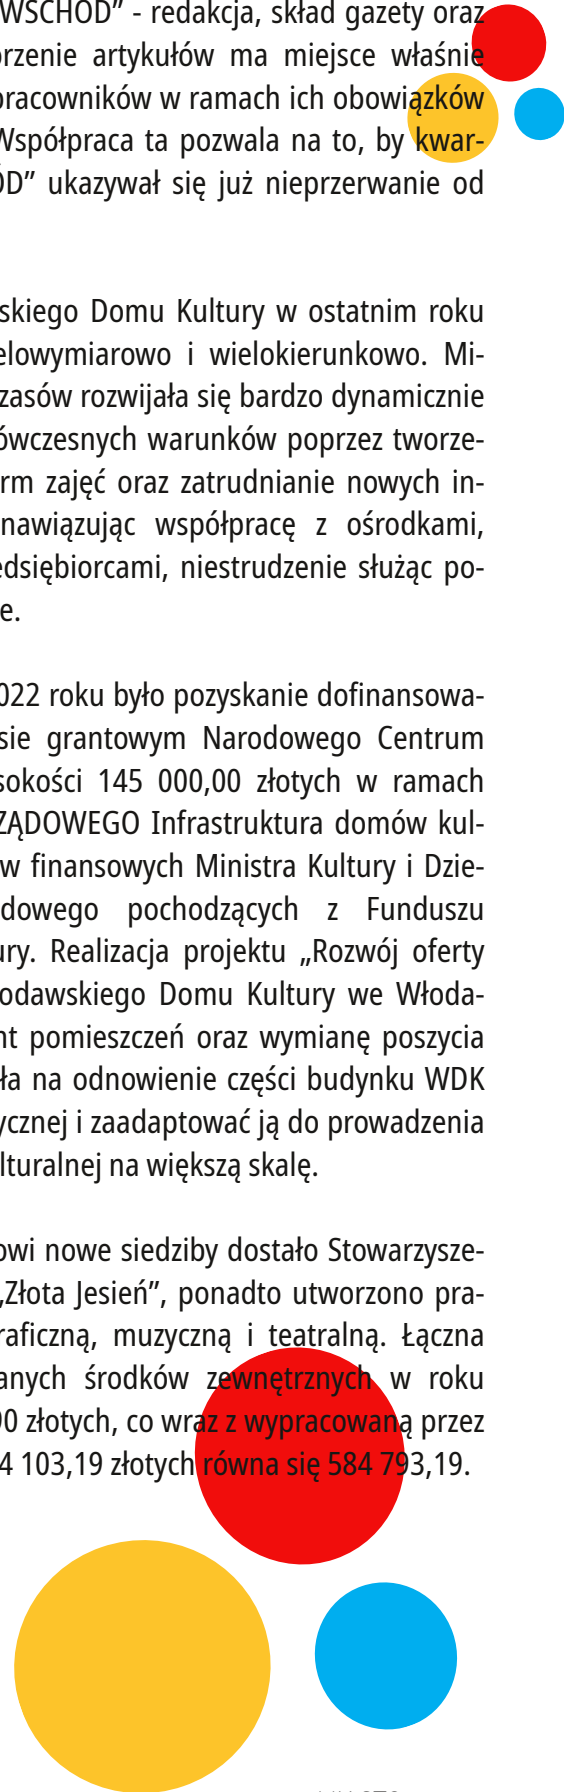 WSCHÓD” - redakcja, skład gazety oraz
orzenie artykułów ma miejsce właśnie
pracowników w ramach ich obowiązków
Współpraca ta pozwala na to, by kwar-
ÓD” ukazywał się już nieprzerwanie od
skiego Domu Kultury w ostatnim roku
elowymiarowo i wielokierunkowo. Mi-
zasów rozwijała się bardzo dynamicznie
ówczesnych warunków poprzez tworze-
rm zajęć oraz zatrudnianie nowych in-
nawiązując współpracę z ośrodkami,
edsiębiorcami, niestrudzenie służąc po-
e.
022 roku było pozyskanie dofinansowa-
sie grantowym Narodowego Centrum
sokości 145 000,00 złotych w ramach
ZĄDOWEGO Infrastruktura domów kul-
w finansowych Ministra Kultury i Dzie-
dowego pochodzących z Funduszu
ury. Realizacja projektu „Rozwój oferty
odawskiego Domu Kultury we Włoda-
nt pomieszczeń oraz wymianę poszycia
ła na odnowienie części budynku WDK
ycznej i zaadaptować ją do prowadzenia
lturalnej na większą skalę.
owi nowe siedziby dostało Stowarzysze-
„Złota Jesień”, ponadto utworzono pra-
raficzną, muzyczną i teatralną. Łączna
anych środków zewnętrznych w roku
00 złotych, co wraz z wypracowaną przez
4 103,19 złotych równa się 584 793,19.